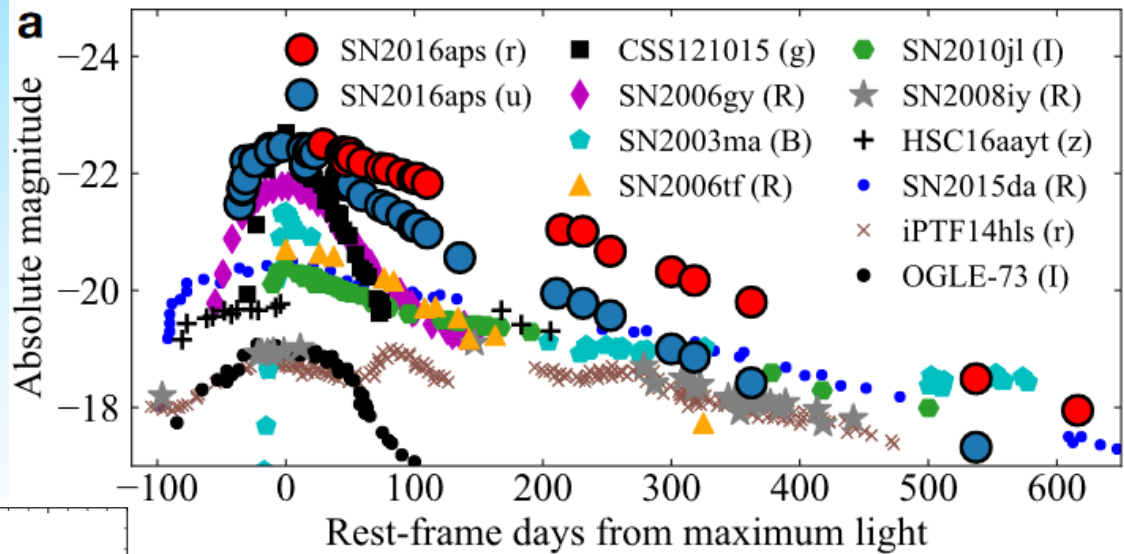 a
−24
−22
−20
−18
Absolute magnitude
SN2016aps (r)
SN2016aps (u)
CSS121015 (g)
SN2006gy (R)
SN2003ma (B)
SN2006tf (R)
SN2010jl (I)
SN2008iy (R)
HSC16aayt (z)
SN2015da (R)
iPTF14hls (r)
OGLE-73 (I)
−100 0 100 200 300 400 500 600
Rest-frame days from maximum light